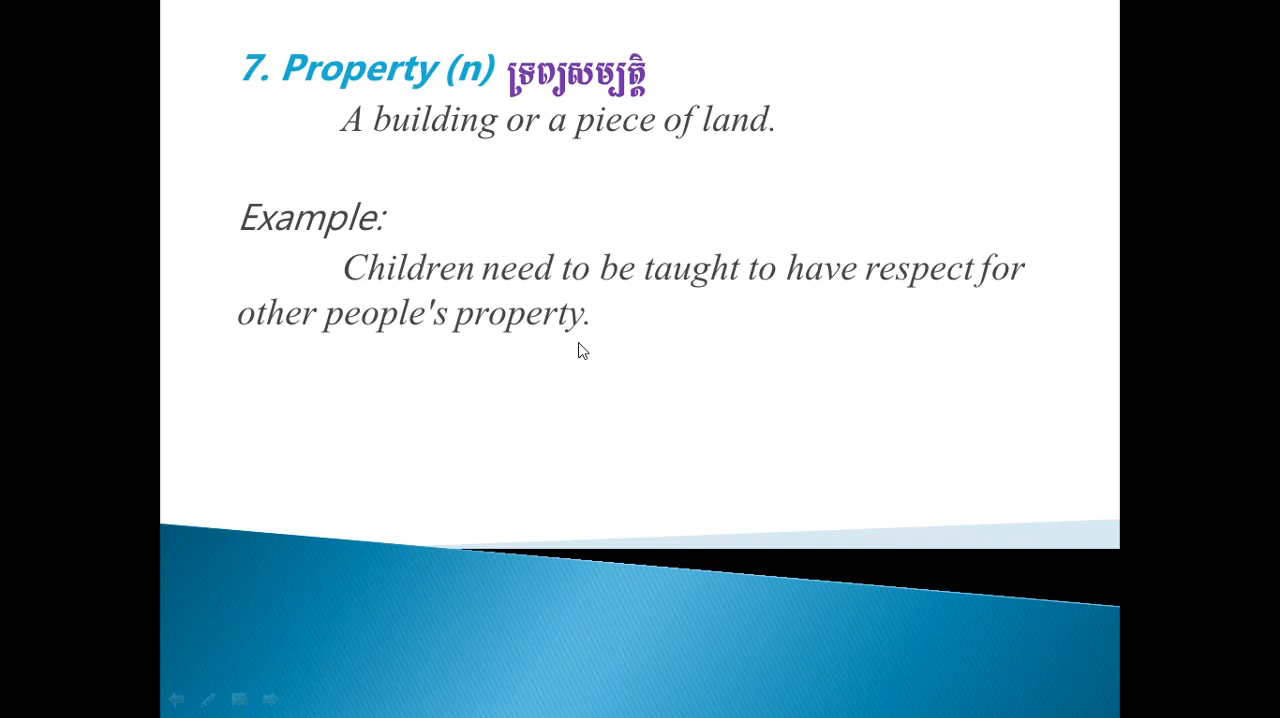 7. Property (n) ទ្រព្យសម្បត្តិ
A building or a piece of land.
Example:
Children need to be taught to have respect for
other people's property.